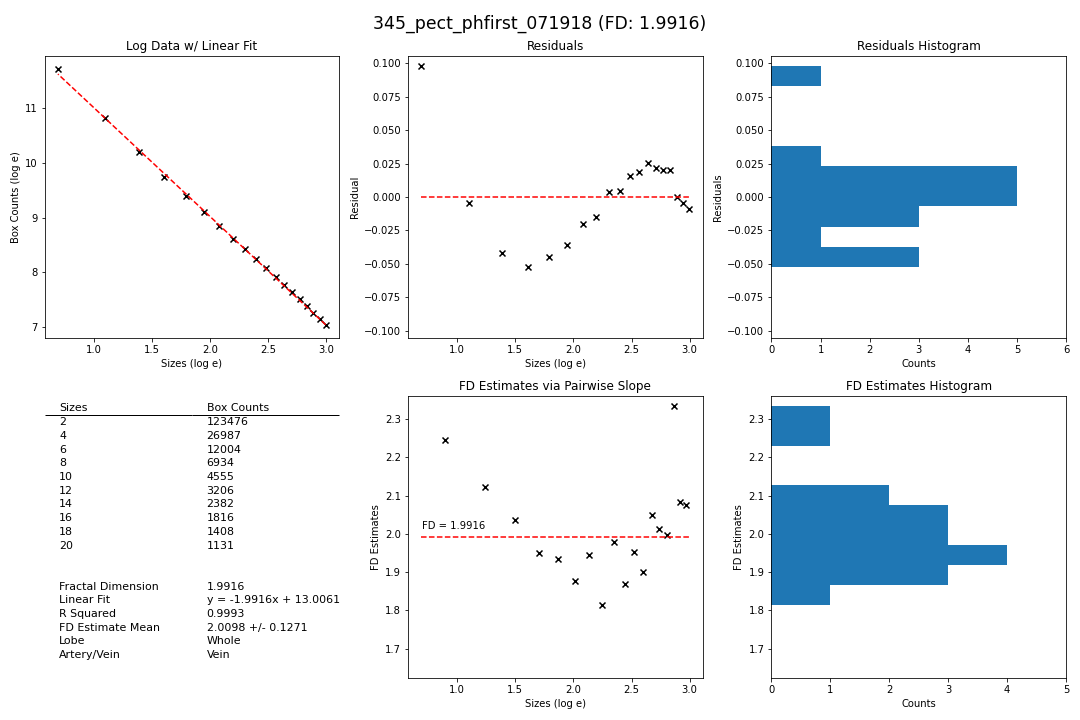 345_pect_phfirst_071918 (FD: 1.9916)
Log Data w/ Linear Fit
Box Counts (log e)
11
10
9
8
7
1.0 1.5 2.0 2.5 3.0
Sizes (log e)
Residuals
Residual
0.100
0.075
0.050
0.025
0.000
−0.025
−0.050
−0.075
−0.100
1.0 1.5 2.0 2.5 3.0
Sizes (log e)
Residuals Histogram
Residuals
0.100
0.075
0.050
0.025
0.000
−0.025
−0.050
−0.075
−0.100
0 1 2 3 4 5 6
Counts
Sizes Box Counts
2 123476
4 26987
6 12004
8 6934
10 4555
12 3206
14 2382
16 1816
18 1408
20 1131
Fractal Dimension 1.9916
Linear Fit y = -1.9916x + 13.0061
R Squared 0.9993
FD Estimate Mean 2.0098 +/- 0.1271
Lobe Whole
Artery/Vein Vein
FD Estimates via Pairwise Slope
FD Estimates
2.3
2.2
2.1
2.0
1.9
1.8
1.7
FD = 1.9916
1.0 1.5 2.0 2.5 3.0
Sizes (log e)
FD Estimates Histogram
FD Estimates
2.3
2.2
2.1
2.0
1.9
1.8
1.7
0 1 2 3 4 5
Counts